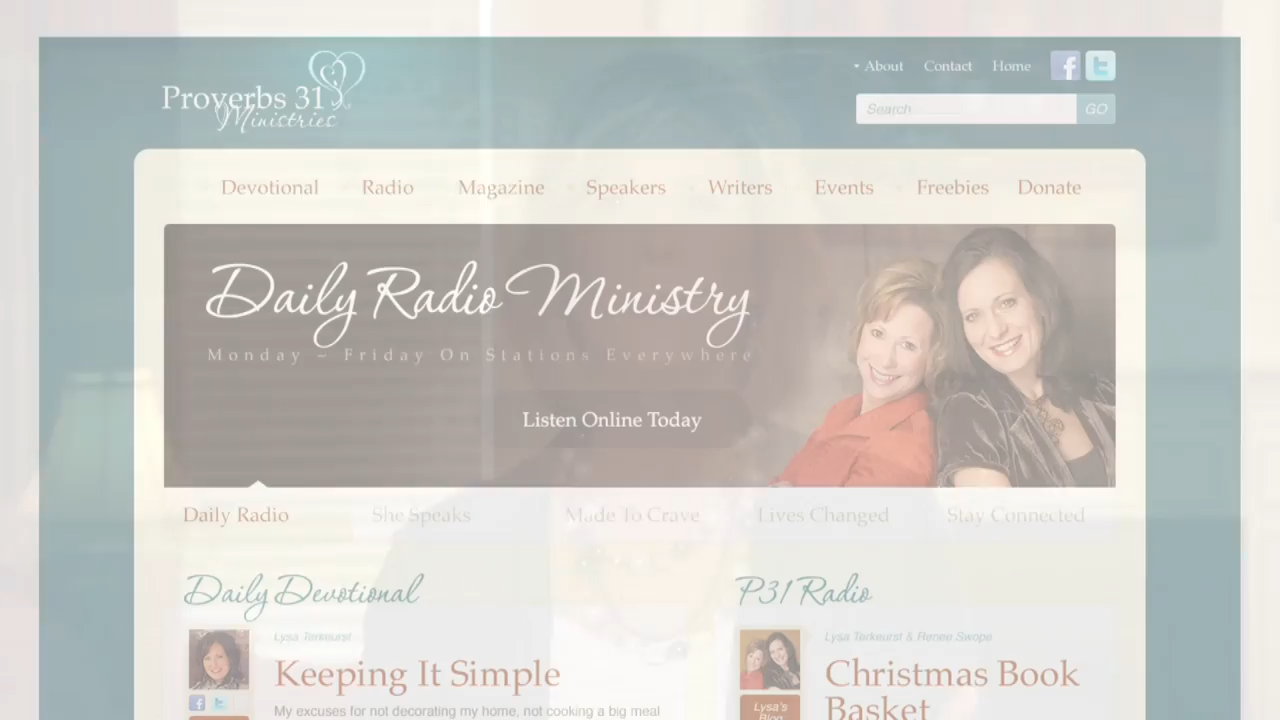 Proverbs 31
Ministries
About Contact Home
Search
GO
Devotional Radio Magazine Speakers Writers Events Freebies Donate
Daily Radio Ministry
Monday – Friday On Stations Everywhere
Listen Online Today
Daily Radio She Speaks Made To Crave Lives Changed Stay Connected
Daily Devotional
Lysa Terkeurst
Keeping It Simple
My excuses for not decorating my home, not cooking a big meal
P31 Radio
Lysa Terkeurst & Renee Swope
Christmas Book
Basket
Lysa's
Blog